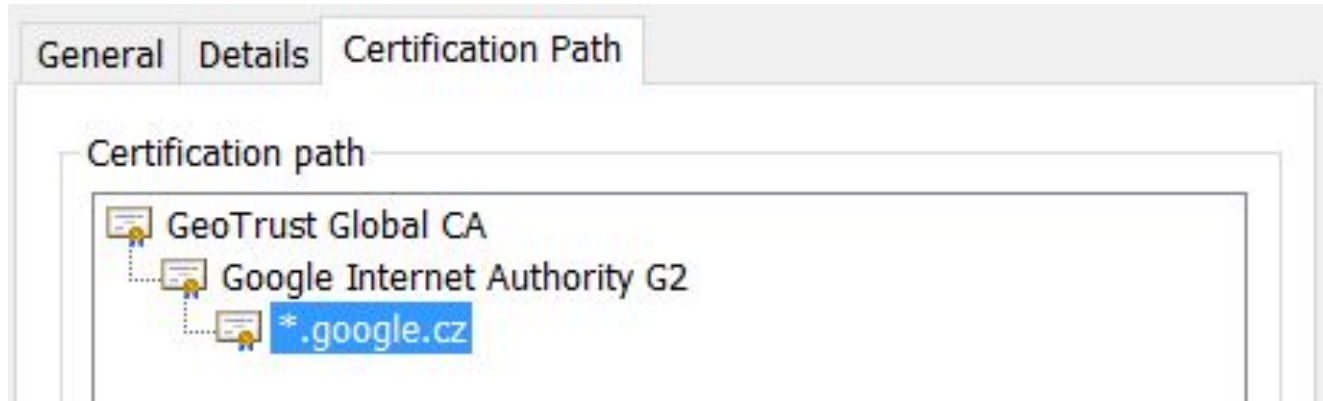 General Details Certification Path
Certification path
GeoTrust Global CA
Google Internet Authority G2
*.google.cz